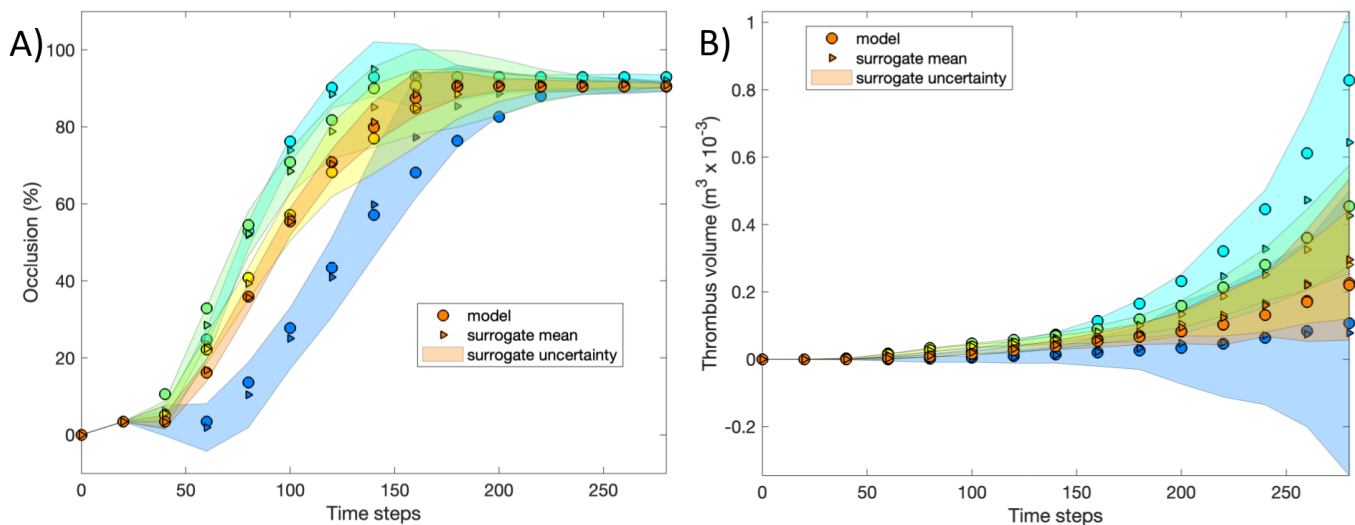 A)
100
80
60
40
20
0
Occlusion (%)
0
50
100
150
200
250
Time steps
model
surrogate mean
surrogate uncertainty
B)
1
0.8
0.6
0.4
0.2
0
-0.2
Thrombus volume (m³ x 10⁻³)
0
50
100
150
200
250
Time steps
model
surrogate mean
surrogate uncertainty